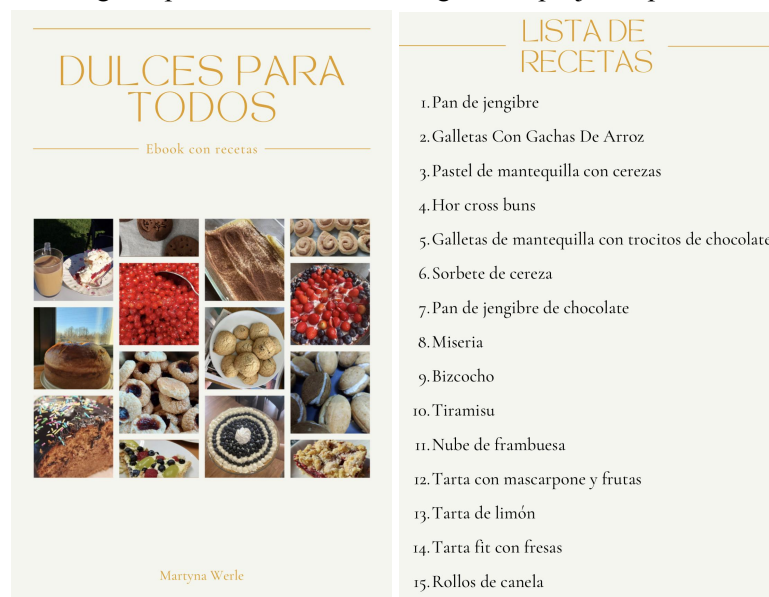 DULCES PARA
TODOS
Ebook con recetas
Martyna Werle
LISTA DE
RECETAS
1. Pan de jengibre
2. Galletas Con Gachas De Arroz
3. Pastel de mantequilla con cerezas
4. Hor cross buns
5. Galletas de mantequilla con trocitos de chocolate
6. Sorbete de cereza
7. Pan de jengibre de chocolate
8. Miseria
9. Bizcocho
10. Tiramisu
11. Nube de frambuesa
12. Tarta con mascarpone y frutas
13. Tarta de limón
14. Tarta fit con fresas
15. Rollos de canela